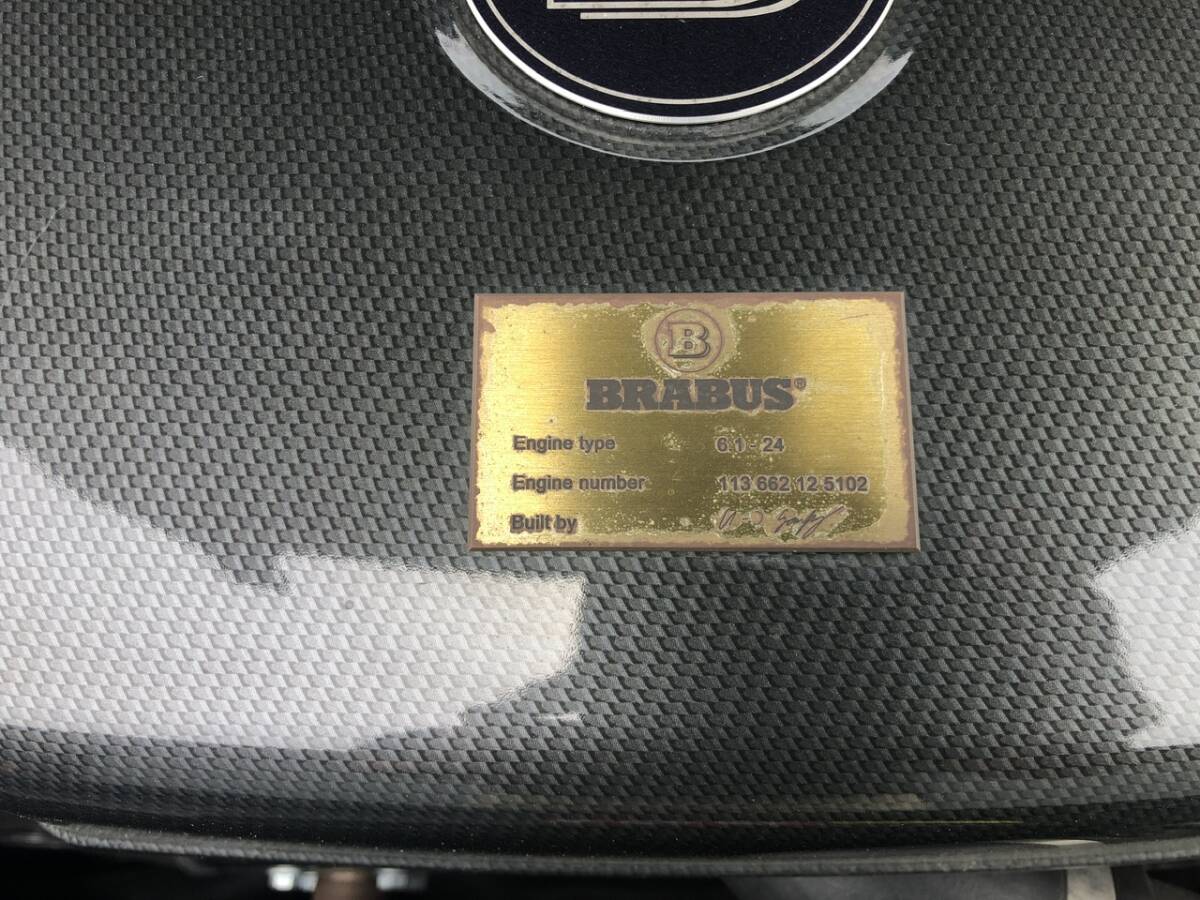 B
BRABUS®
Engine type 6.1 - 24
Engine number 113 662 12 5102
Built by